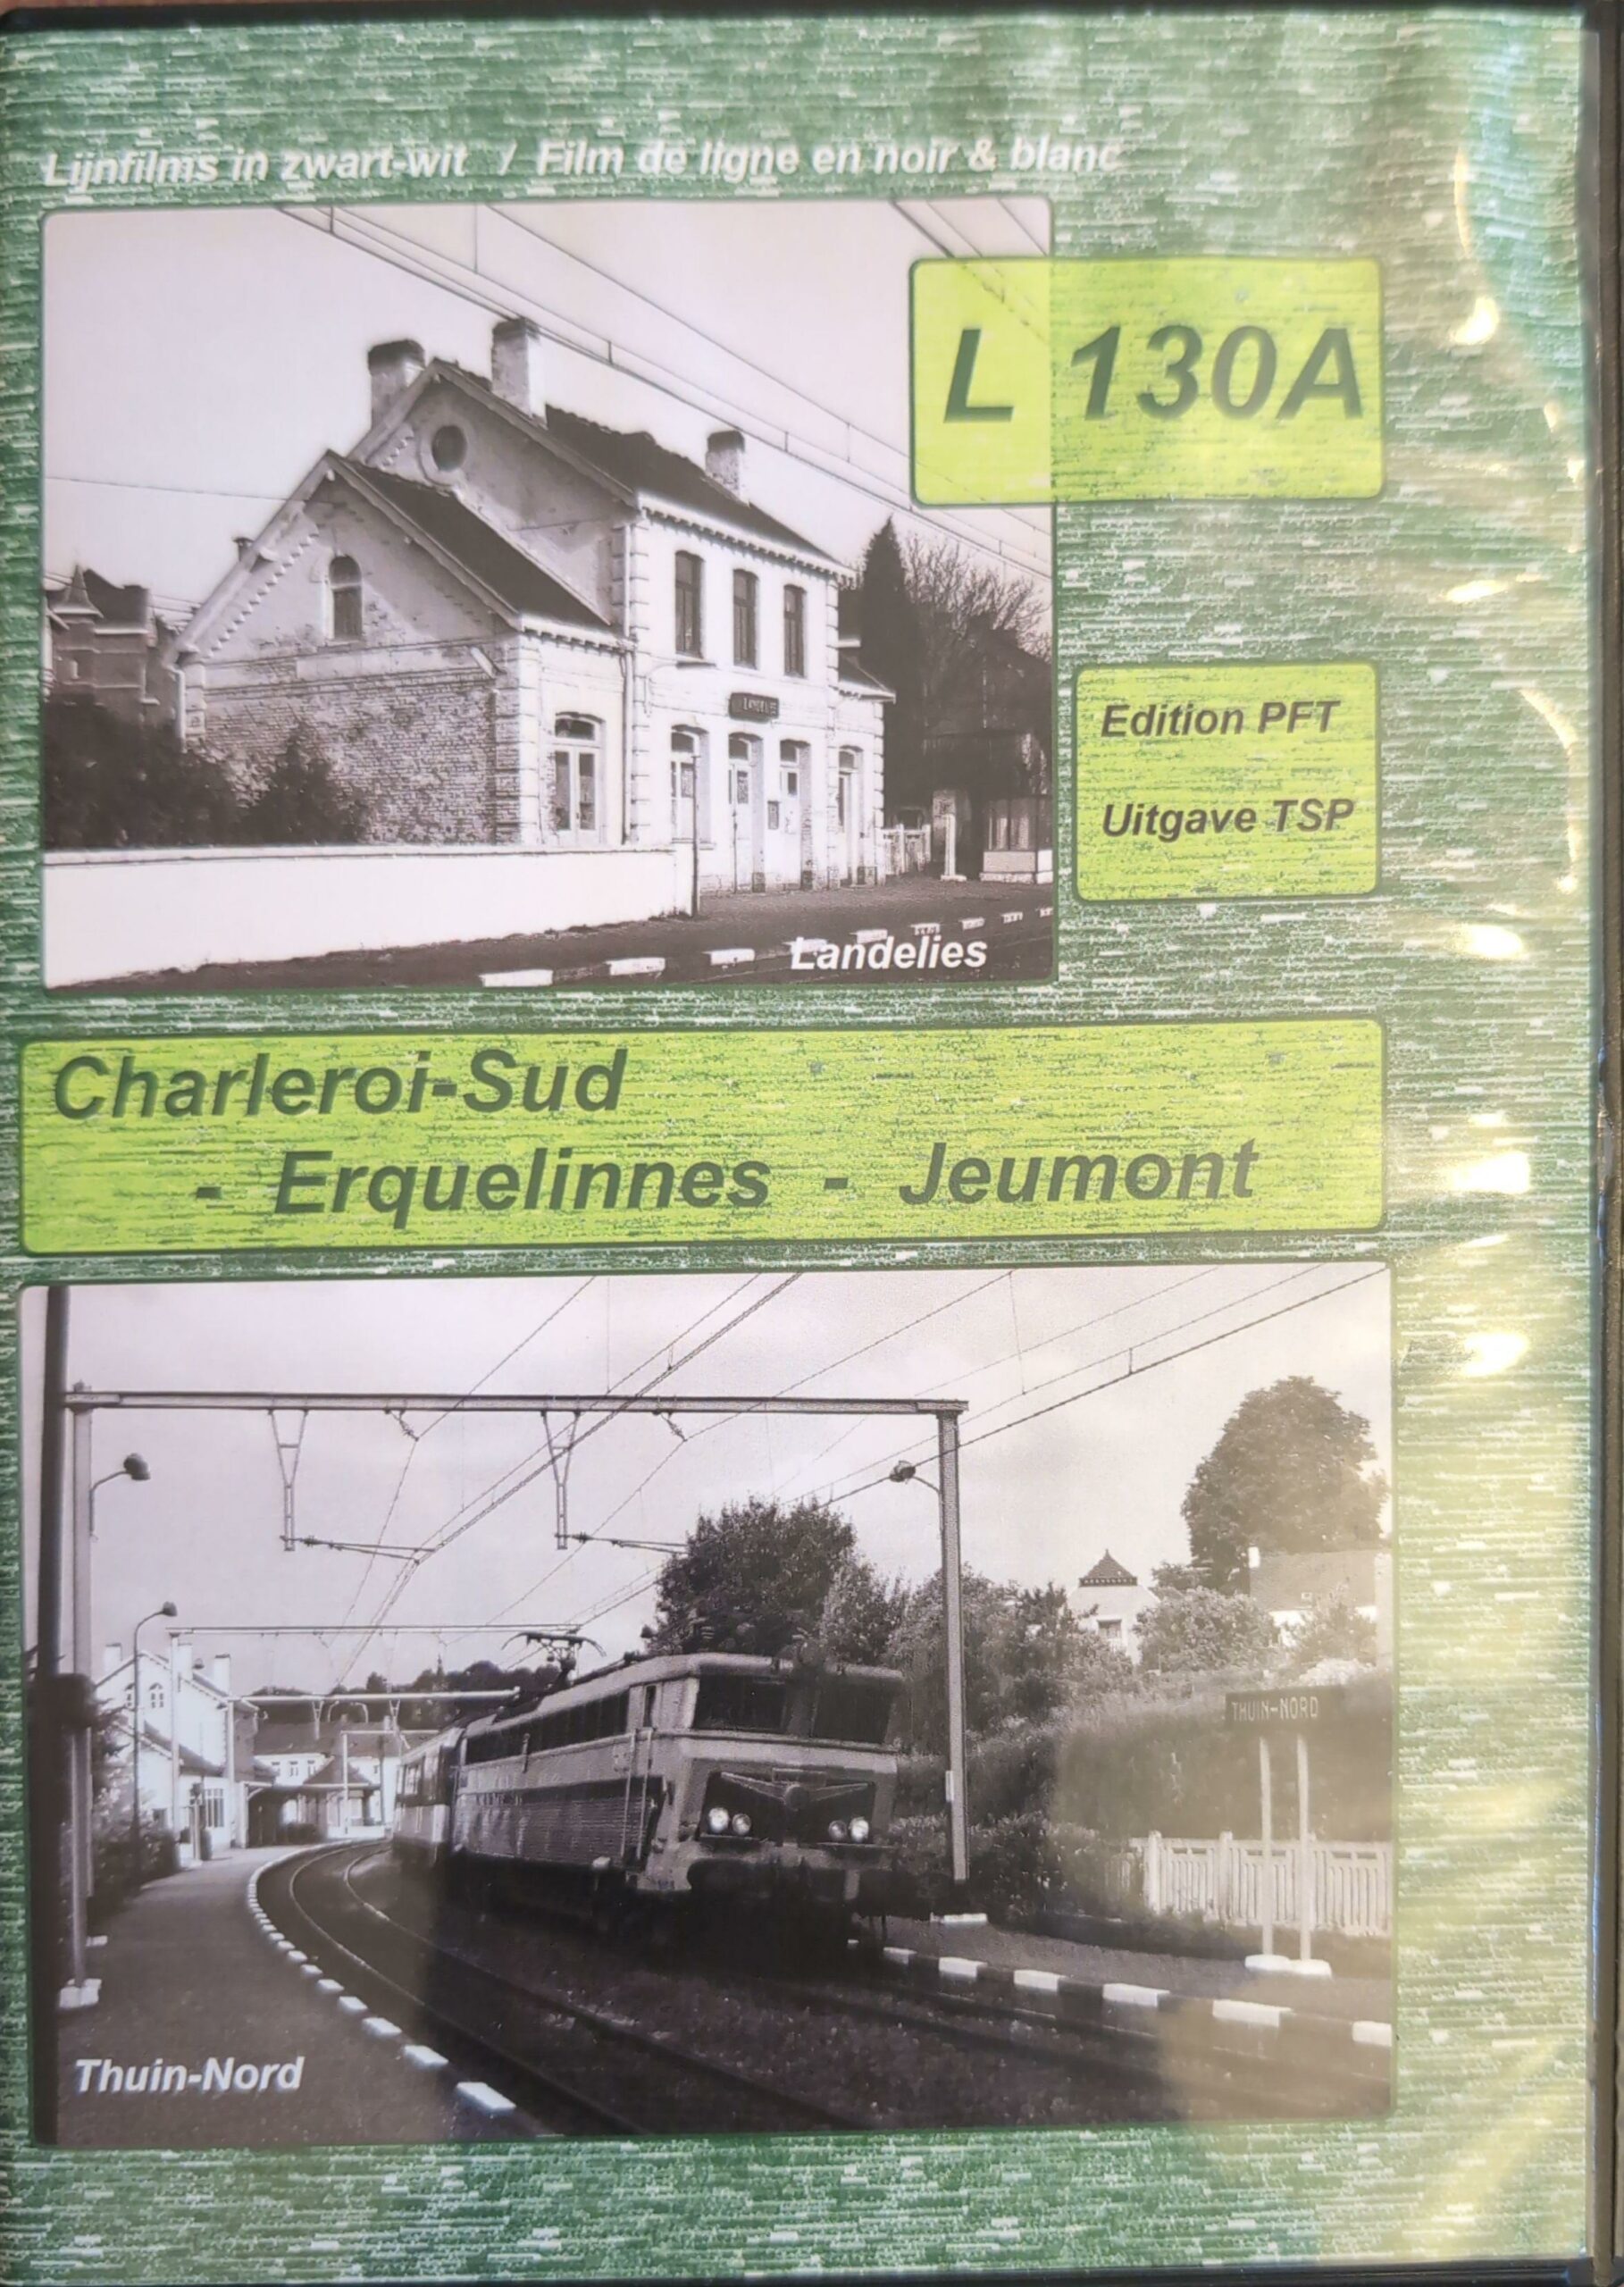 Lijnfilms in zwart-wit / Film de ligne en noir & blanc
L 130A
LANDELIES
Edition PFT
Uitgave TSP
Landelies
Charleroi-Sud
- Erquelinnes - Jeumont
THUIN-NORD
Thuin-Nord